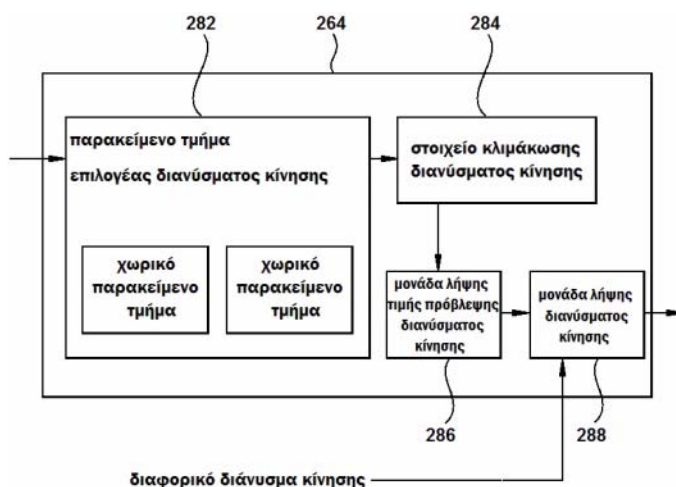 282
264
284
παρακείμενο τμήμα
επιλογέας διανύσματος κίνησης
στοιχείο κλιμάκωσης
διανύσματος κίνησης
χωρικό
παρακείμενο
τμήμα
χωρικό
παρακείμενο
τμήμα
μονάδα λήψης
τιμής πρόβλεψης
διανύσματος
κίνησης
μονάδα λήψης
διανύσματος
κίνησης
286
288
διαφορικό διάνυσμα κίνησης